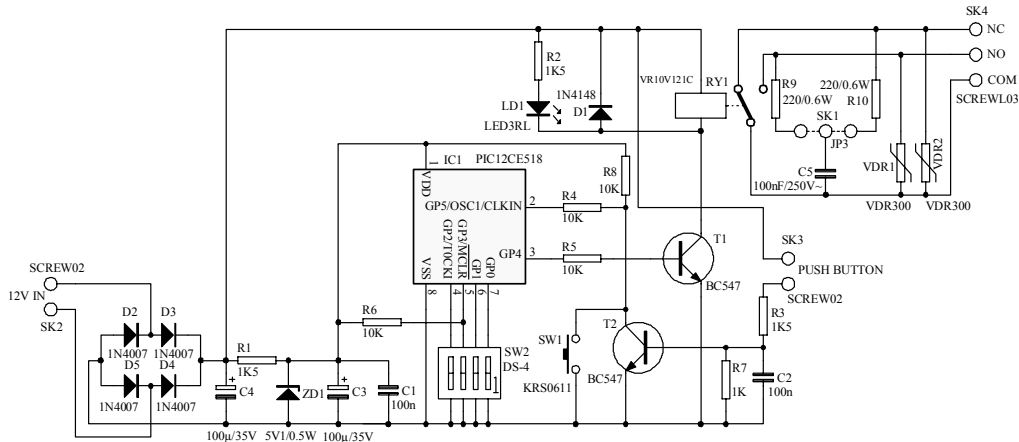 SK4
NC
NO
COM
SCREWL03
R2
1K5
1N4148
D1
LD1
LED3RL
VR10V121C
RY1
R9
220/0.6W
220/0.6W
R10
SK1
JP3
C5
100nF/250V~
VDR1
VDR2
VDR300
VDR300
IC1
PIC12CE518
1
VDD
GP5/OSC1/CLKIN
2
GP4
3
VSS
GP2/T0CKI
GP3/MCLR
GP1
GP0
8
4
5
6
7
R8
10K
R4
10K
R5
10K
T1
BC547
SK3
PUSH BUTTON
SCREW02
R3
1K5
SCREW02
12V IN
SK2
D2
D3
1N4007
1N4007
D5
D4
1N4007
1N4007
R1
1K5
R6
10K
+
C4
100µ/35V
ZD1
5V1/0.5W
+
C3
100µ/35V
C1
100n
SW2
DS-4
1
SW1
KRS0611
T2
BC547
R7
1K
C2
100n